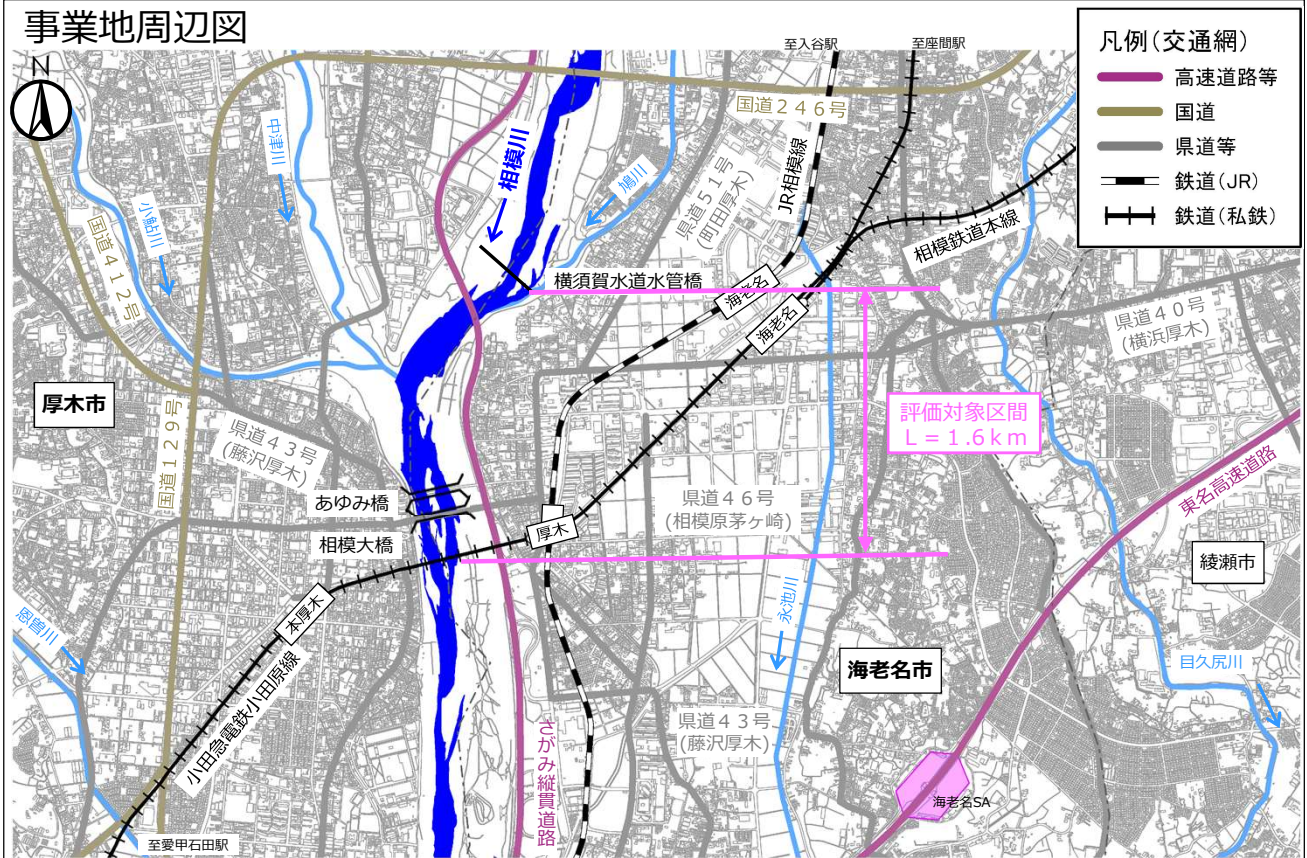 事業地周辺図
N
至入谷駅
至座間駅
凡例(交通網)
高速道路等
国道
県道等
鉄道(JR)
鉄道(私鉄)
国道246号
中津川
相模川
鳩川
県道51号
(町田厚木)
JR相模線
小鮎川
国道412号
相模鉄道本線
横須賀水道水管橋
海老名
海老名
県道40号
(横浜厚木)
厚木市
国道129号
県道43号
(藤沢厚木)
評価対象区間
L=1.6km
東名高速道路
あゆみ橋
県道46号
(相模原茅ヶ崎)
相模大橋
厚木
綾瀬市
本厚木
恩曽川
永池川
小田急電鉄小田原線
海老名市
目久尻川
さがみ縦貫道路
県道43号
(藤沢厚木)
海老名SA
至愛甲石田駅